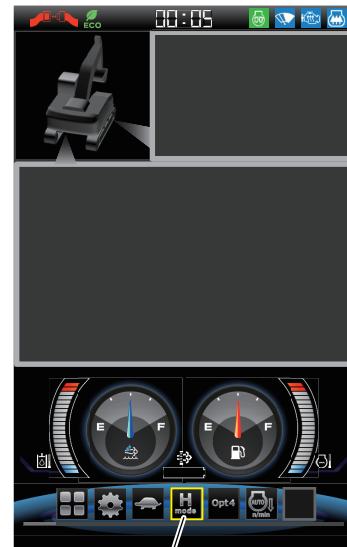 ECO
00:05
E F
E F
H
mode
Opt4
AUTO
n/min